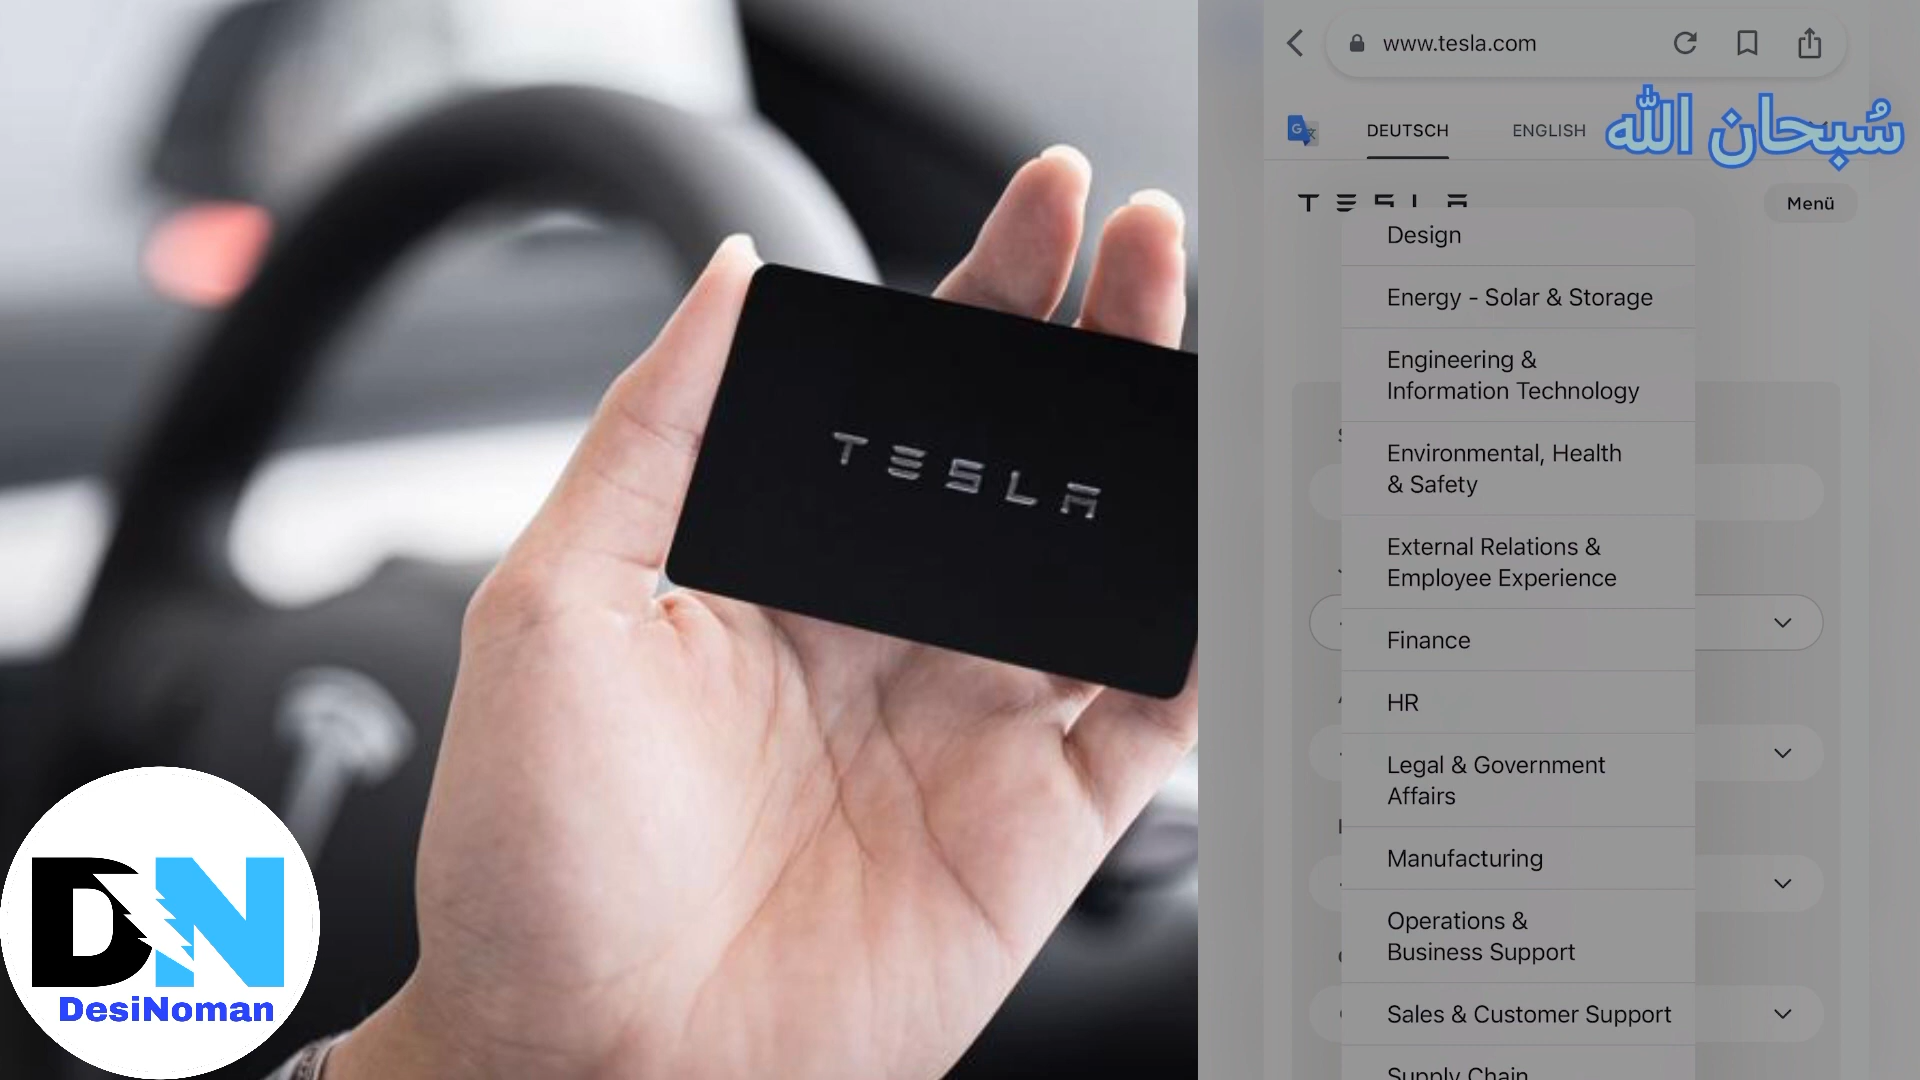 TESLA
DN
DesiNoman
www.tesla.com
DEUTSCH
ENGLISH
سُبحان الله
TESLA
Menü
Design
Energy - Solar & Storage
Engineering &
Information Technology
Environmental, Health
& Safety
External Relations &
Employee Experience
Finance
HR
Legal & Government
Affairs
Manufacturing
Operations &
Business Support
Sales & Customer Support
Supply Chain